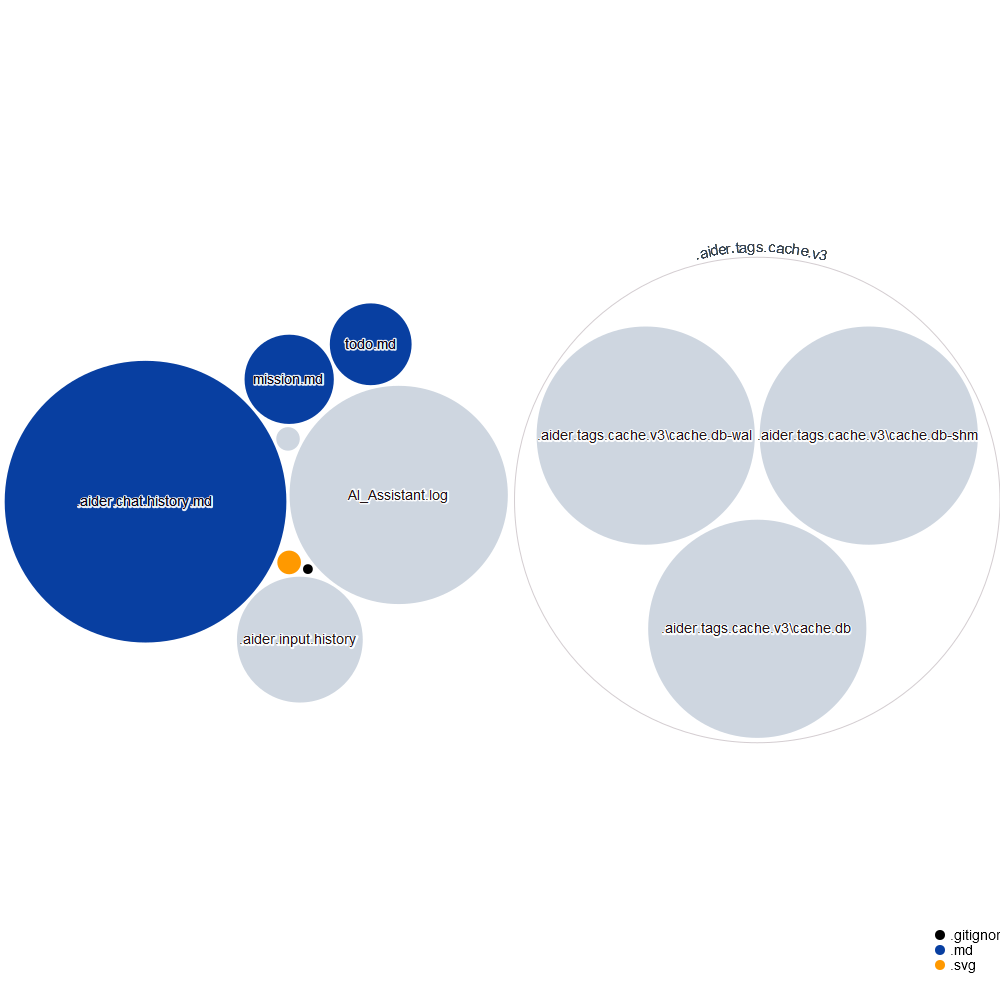 .aider.tags.cache.v3
todo.md
mission.md
.aider.tags.cache.v3\cache.db-wal
.aider.tags.cache.v3\cache.db-shm
AI_Assistant.log
.aider.chat.history.md
.aider.tags.cache.v3\cache.db
.aider.input.history
.gitignor
.md
.svg